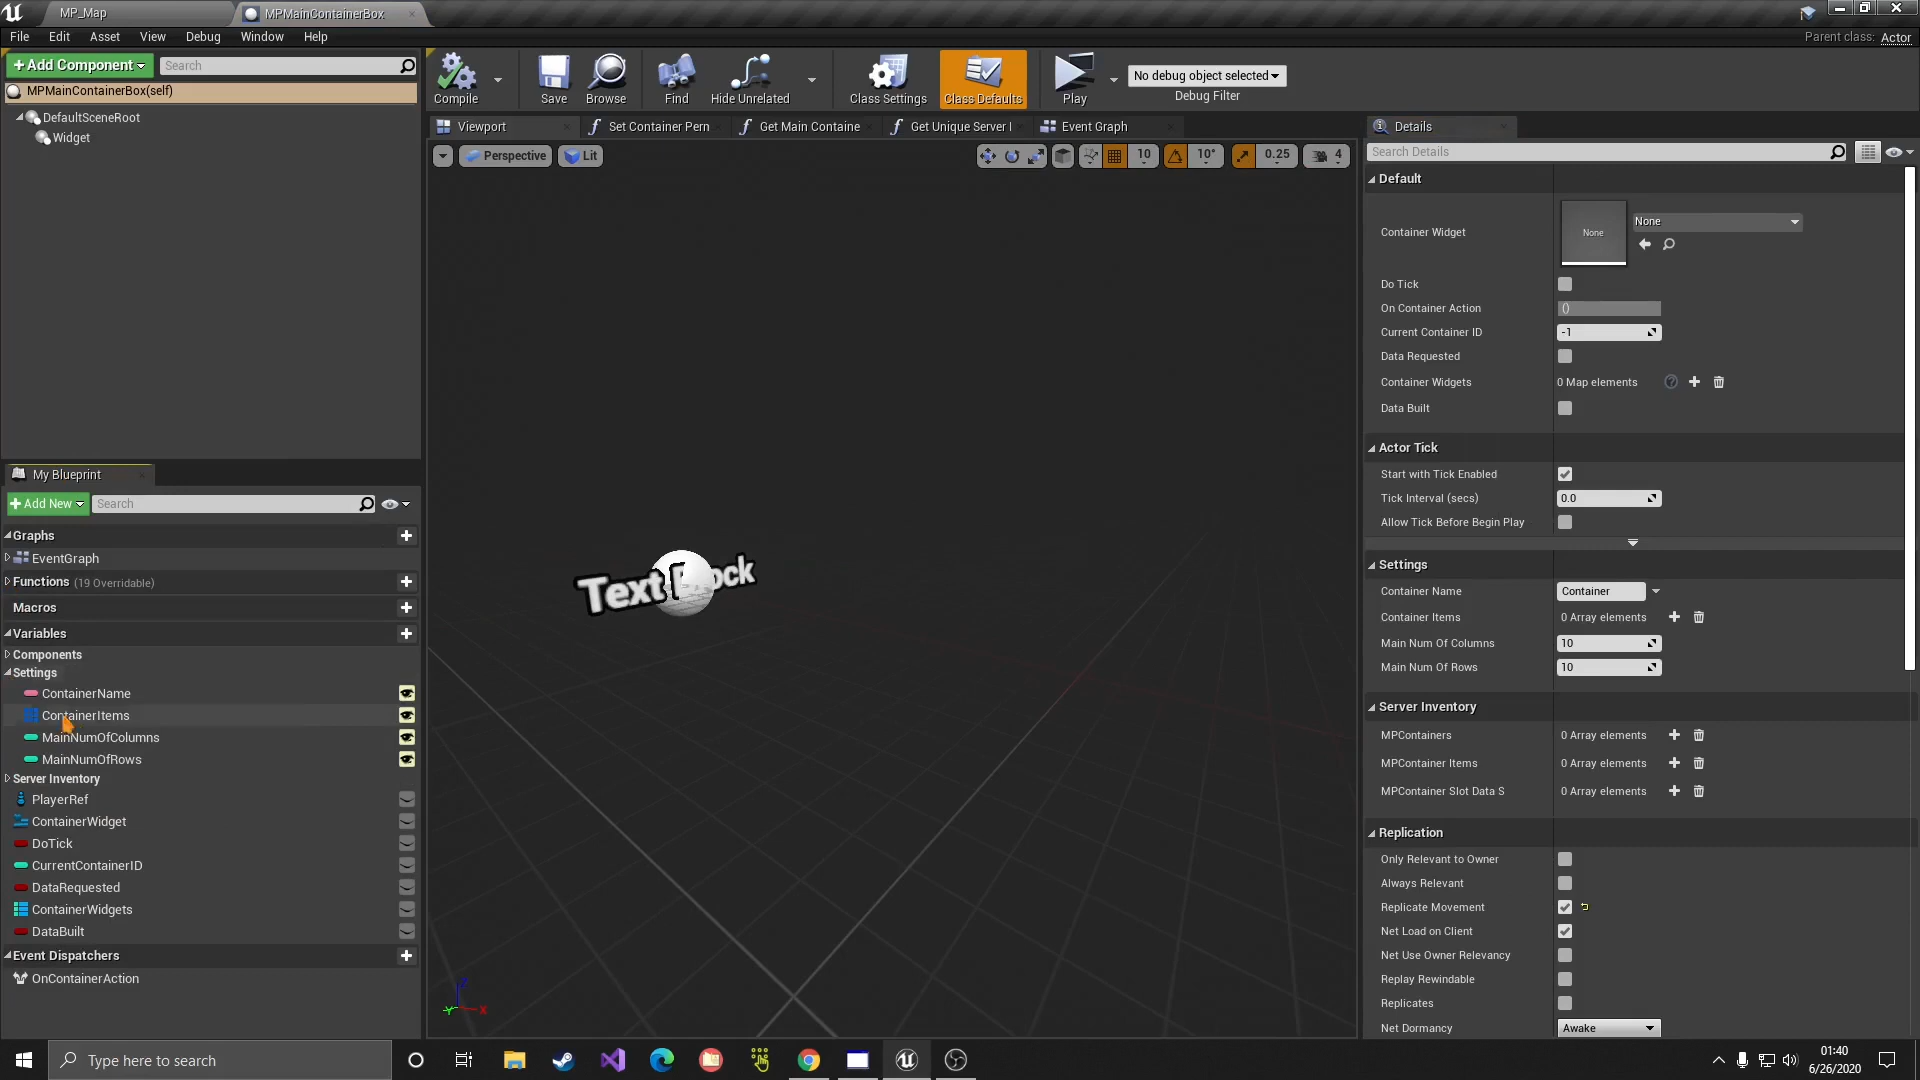 MP_Map
MPMainContainerBox
File Edit Asset View Debug Window Help
Parent class: Actor
Add Component
Search
MPMainContainerBox(self)
DefaultSceneRoot
Widget
Compile
Save
Browse
Find
Hide Unrelated
Class Settings
Class Defaults
Play
No debug object selected
Debug Filter
Viewport
Set Container Perm
Get Main Containe
Get Unique Server I
Event Graph
Perspective
Lit
10
10°
0.25
4
Text Block
X
My Blueprint
Add New
Search
Graphs
EventGraph
Functions (19 Overridable)
Macros
Variables
Components
Settings
ContainerName
ContainerItems
MainNumOfColumns
MainNumOfRows
Server Inventory
PlayerRef
ContainerWidget
DoTick
CurrentContainerID
DataRequested
ContainerWidgets
DataBuilt
Event Dispatchers
OnContainerAction
Details
Search Details
Default
Container Widget
None
None
Do Tick
On Container Action ()
Current Container ID -1
Data Requested
Container Widgets 0 Map elements
Data Built
Actor Tick
Start with Tick Enabled
Tick Interval (secs) 0.0
Allow Tick Before Begin Play
Settings
Container Name Container
Container Items 0 Array elements
Main Num Of Columns 10
Main Num Of Rows 10
Server Inventory
MPContainers 0 Array elements
MPContainer Items 0 Array elements
MPContainer Slot Data S 0 Array elements
Replication
Only Relevant to Owner
Always Relevant
Replicate Movement
Net Load on Client
Net Use Owner Relevancy
Replay Rewindable
Replicates
Net Dormancy Awake
Type here to search
01:40
6/26/2020